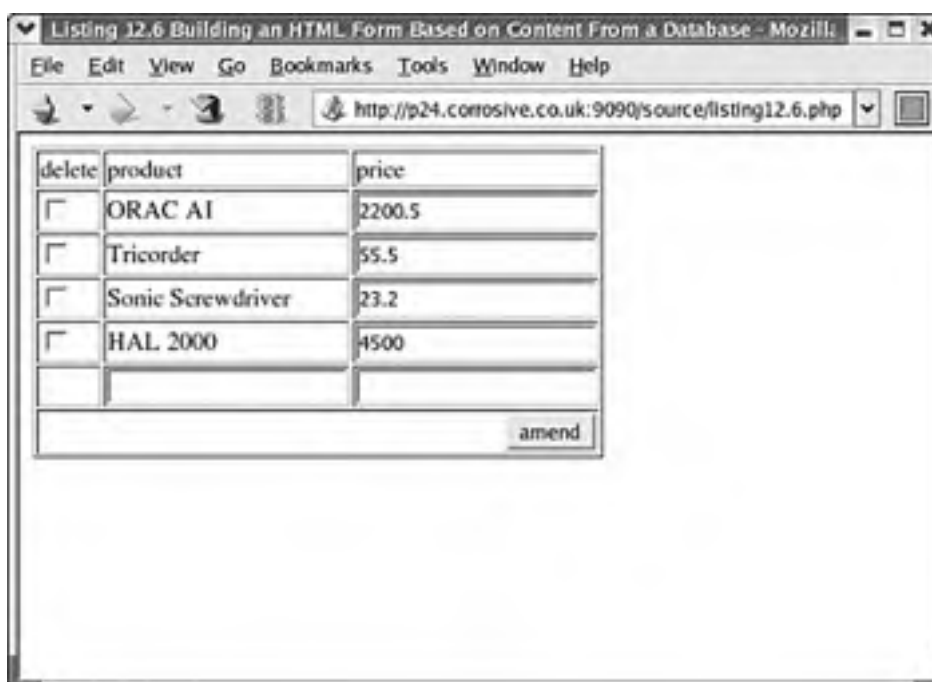 Listing 12.6 Building an HTML Form Based on Content From a Database - Mozill
File Edit View Go Bookmarks Tools Window Help
http://p24.corrosive.co.uk:9090/source/listing12.6.php
delete product price
ORAC AI 2200.5
Tricorder 55.5
Sonic Screwdriver 23.2
HAL 2000 4500
amend